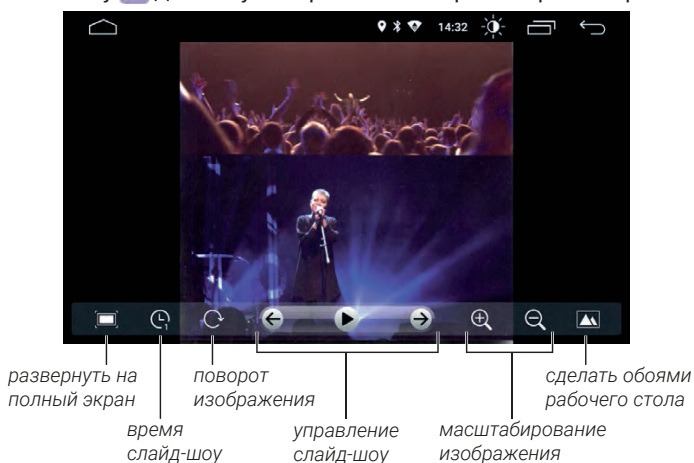 14:32
1
развернуть на
полный экран
время
слайд-шоу
поворот
изображения
управление
слайд-шоу
масштабирование
изображения
сделать обоями
рабочего стола